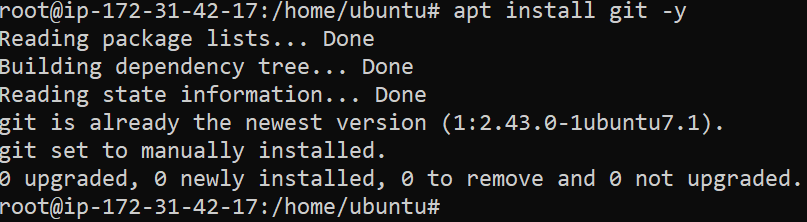 root@ip-172-31-42-17:/home/ubuntu# apt install git -y
Reading package lists... Done
Building dependency tree... Done
Reading state information... Done
git is already the newest version (1:2.43.0-1ubuntu7.1).
git set to manually installed.
0 upgraded, 0 newly installed, 0 to remove and 0 not upgraded.
root@ip-172-31-42-17:/home/ubuntu#